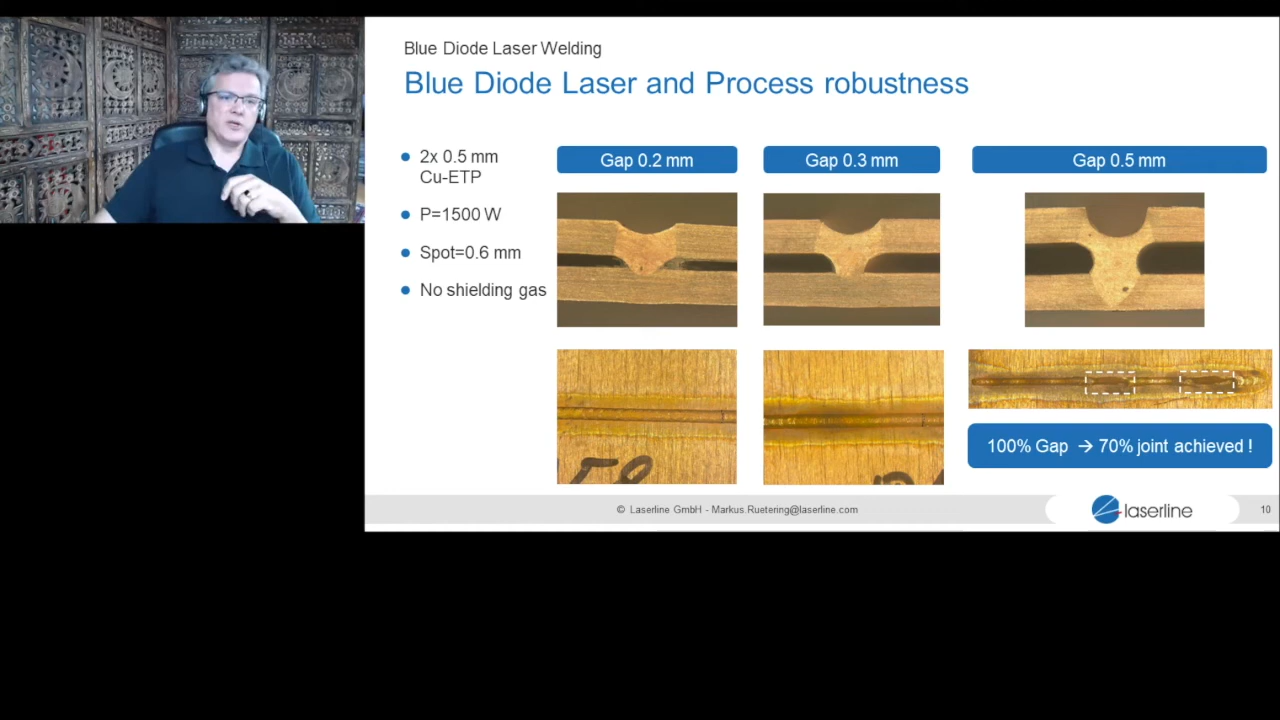 Blue Diode Laser Welding
Blue Diode Laser and Process robustness
2x 0.5 mm
Cu-ETP
P=1500 W
Spot=0.6 mm
No shielding gas
Gap 0.2 mm
Gap 0.3 mm
Gap 0.5 mm
100% Gap → 70% joint achieved !
© Laserline GmbH - Markus.Ruetering@laserline.com
laserline
10